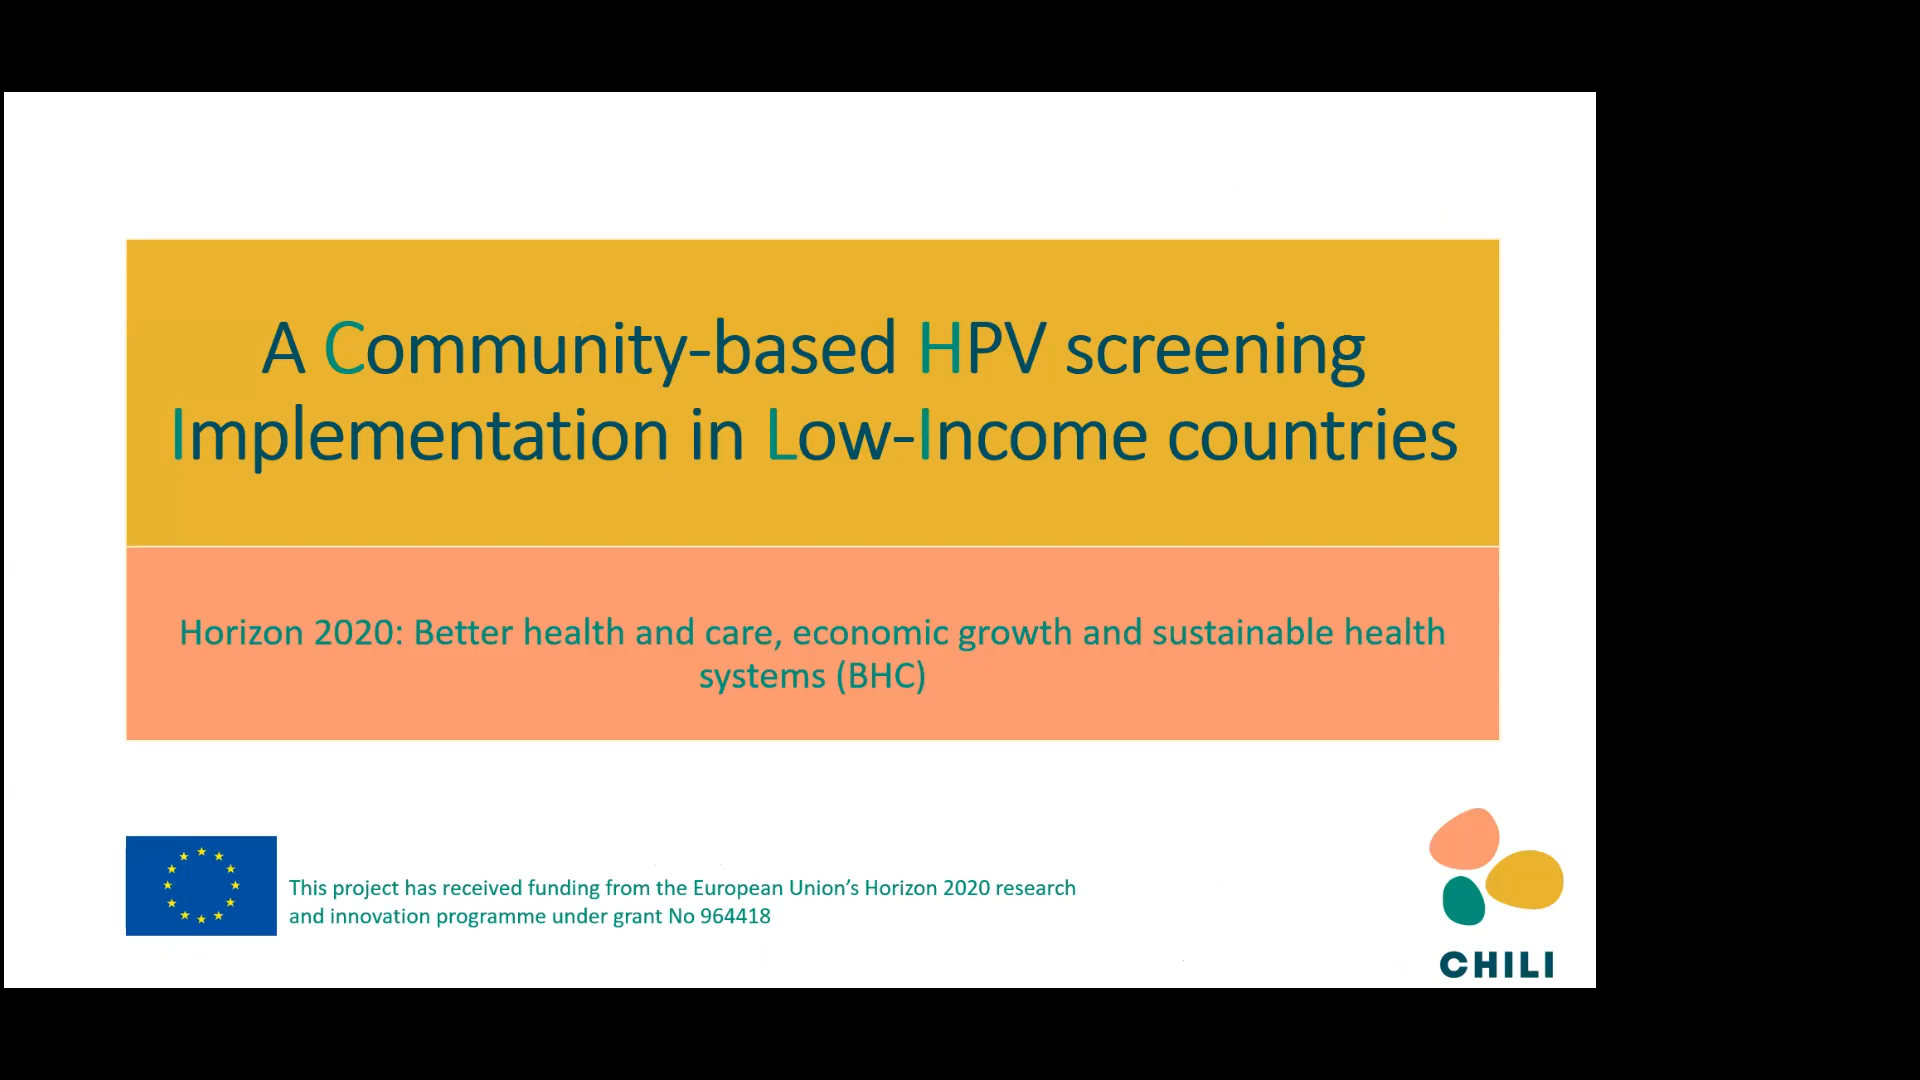 A Community-based HPV screening
Implementation in Low-Income countries
Horizon 2020: Better health and care, economic growth and sustainable health
systems (BHC)
This project has received funding from the European Union’s Horizon 2020 research
and innovation programme under grant No 964418
CHILI